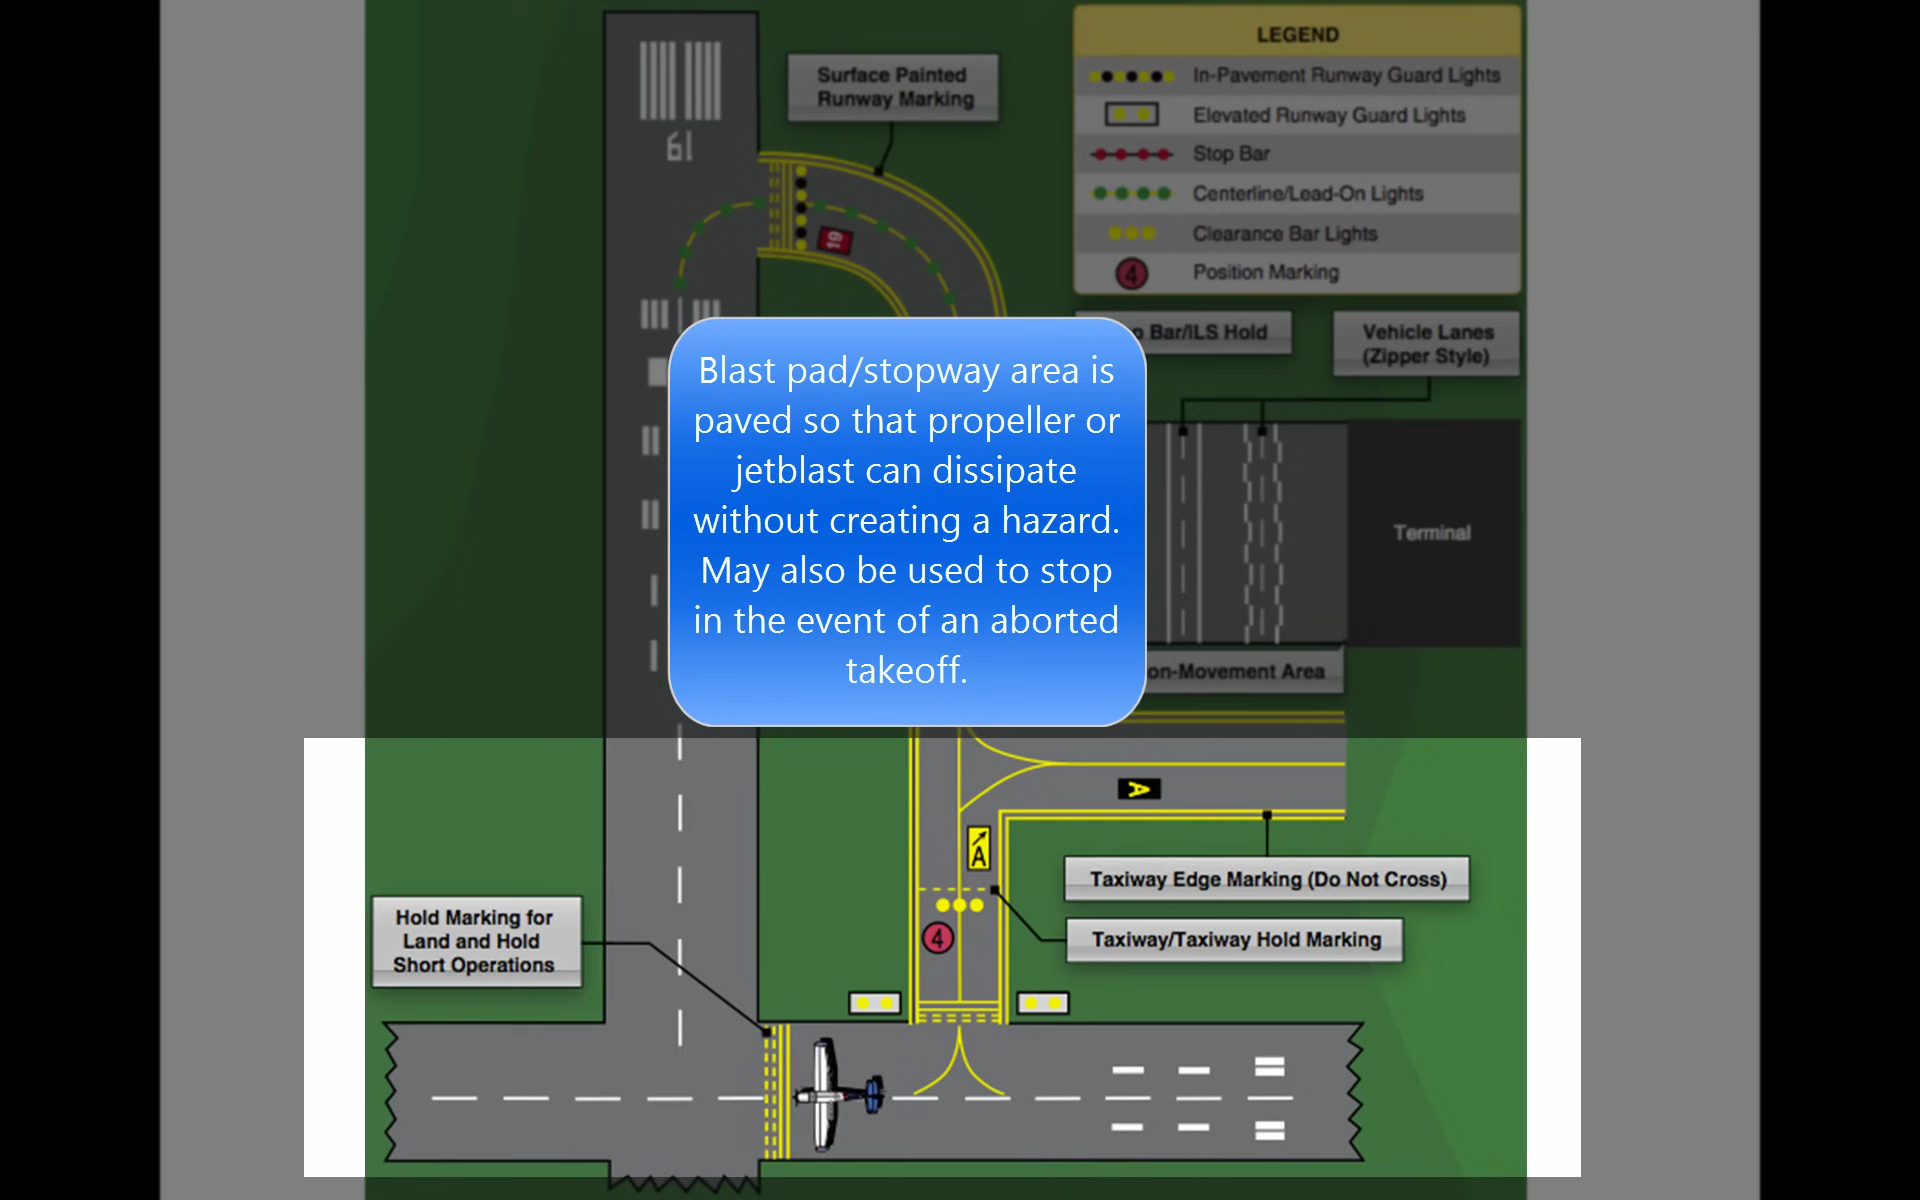 LEGEND
In-Pavement Runway Guard Lights
Elevated Runway Guard Lights
Stop Bar
Centerline/Lead-On Lights
Clearance Bar Lights
4 Position Marking
Surface Painted
Runway Marking
19
19
p Bar/ILS Hold
Vehicle Lanes
(Zipper Style)
Blast pad/stopway area is
paved so that propeller or
jetblast can dissipate
without creating a hazard.
May also be used to stop
in the event of an aborted
takeoff.
Terminal
on-Movement Area
A
A
Taxiway Edge Marking (Do Not Cross)
Taxiway/Taxiway Hold Marking
4
Hold Marking for
Land and Hold
Short Operations